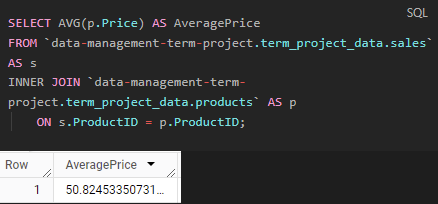 SQL
SELECT AVG(p.Price) AS AveragePrice
FROM `data-management-term-project.term_project_data.sales`
AS s
INNER JOIN `data-management-term-
project.term_project_data.products` AS p
ON s.ProductID = p.ProductID;
Row AveragePrice
1 50.82453350731...